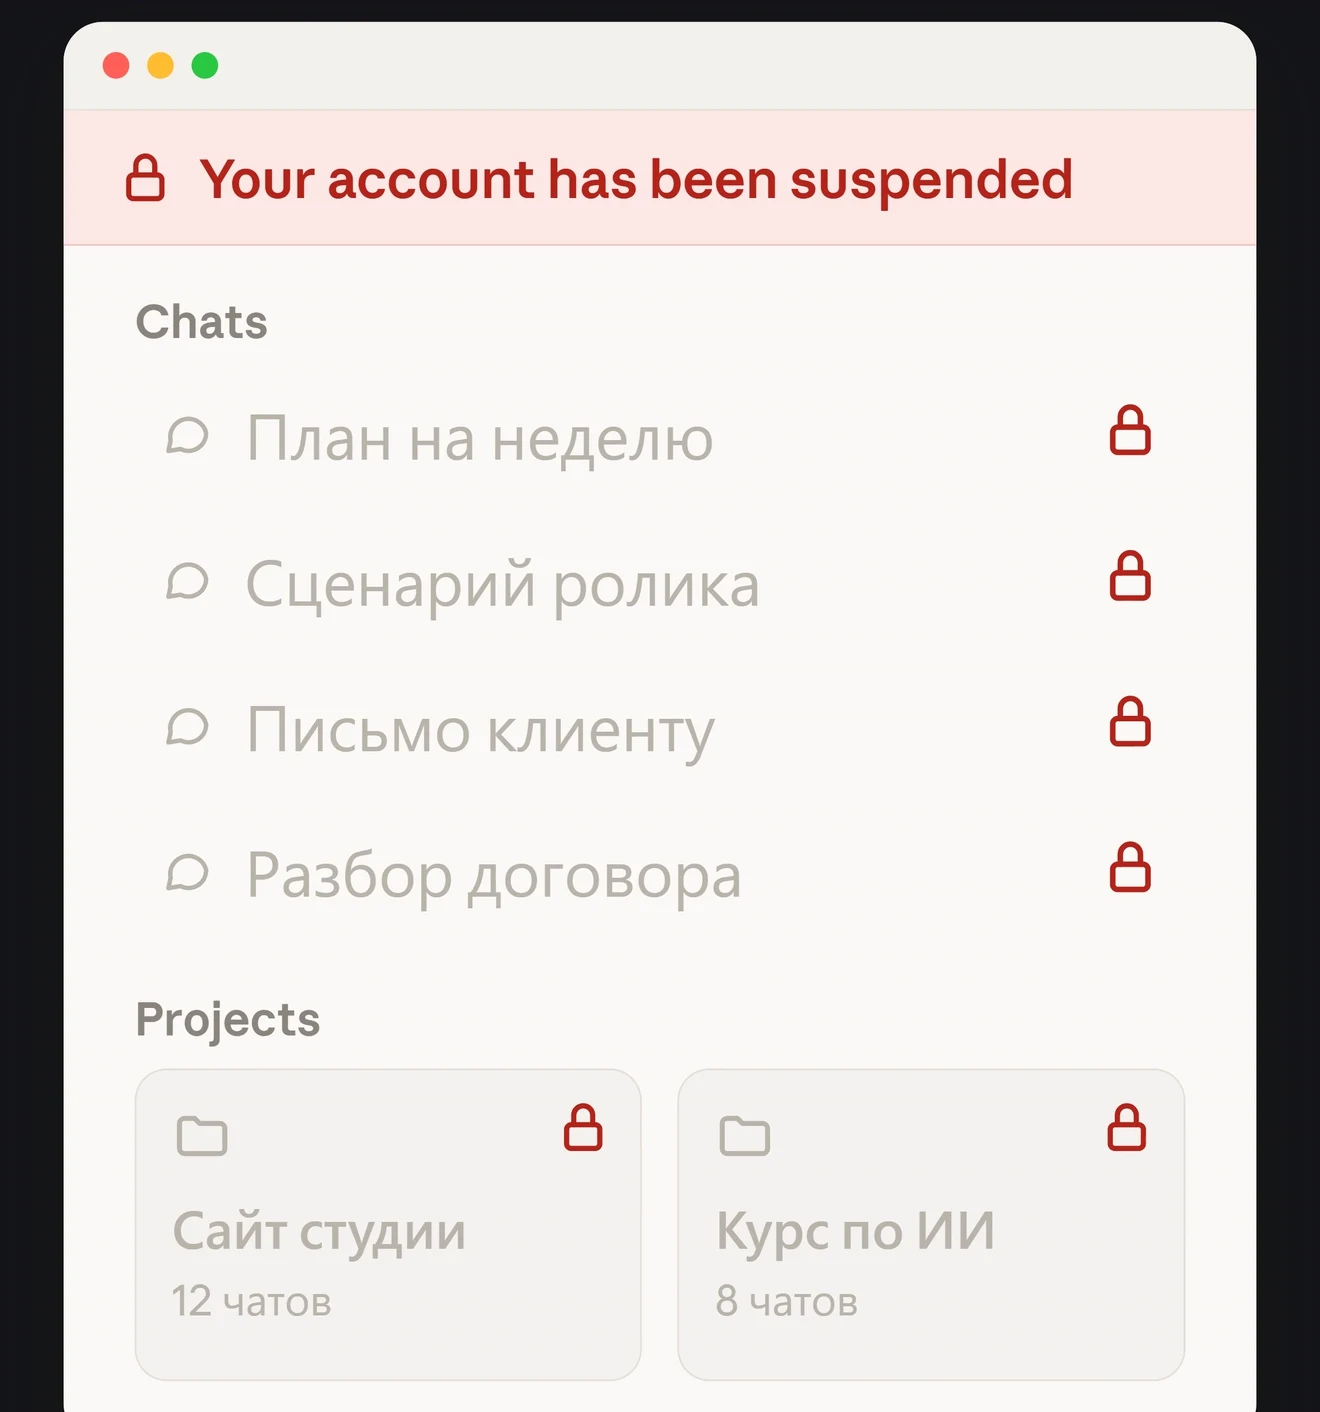 Your account has been suspended
Chats
План на неделю
Сценарий ролика
Письмо клиенту
Разбор договора
Projects
Сайт студии
12 чатов
Курс по ИИ
8 чатов